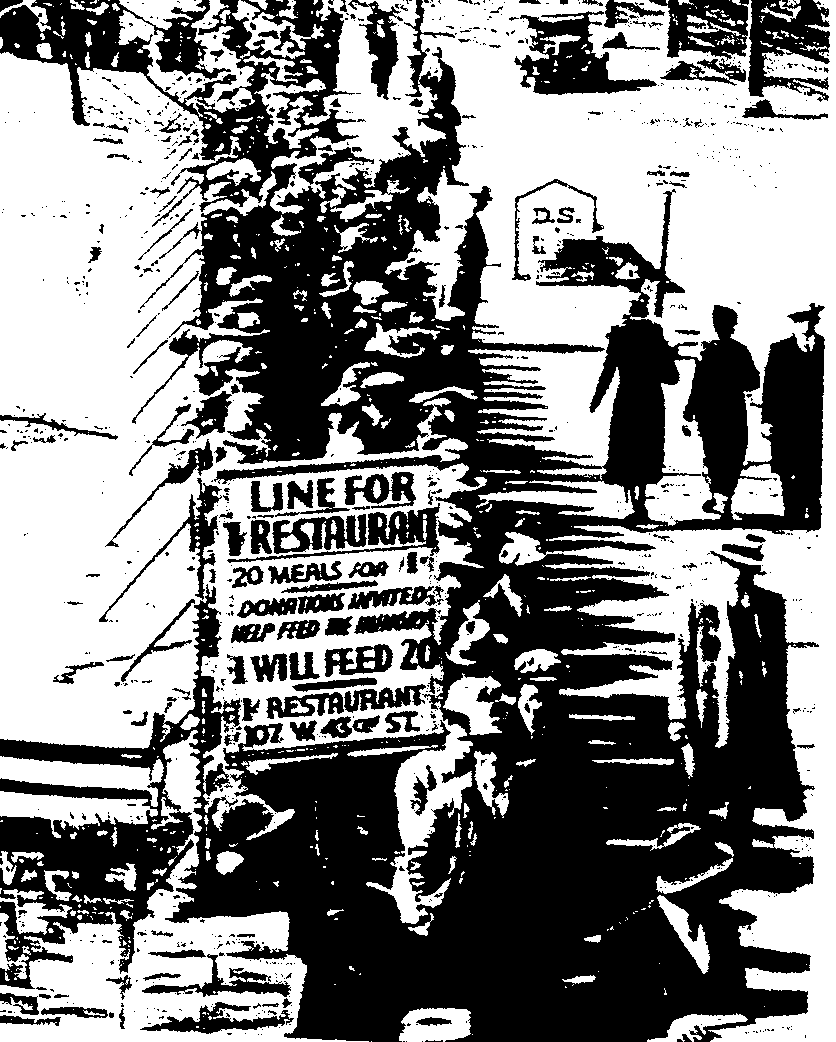 D.S.
LINE FOR
1¢ RESTAURANT
20 MEALS FOR $1.
DONATIONS INVITED
HELP FEED THE HUNGRY
1¢ WILL FEED 20
1¢ RESTAURANT
107 W. 43RD ST.